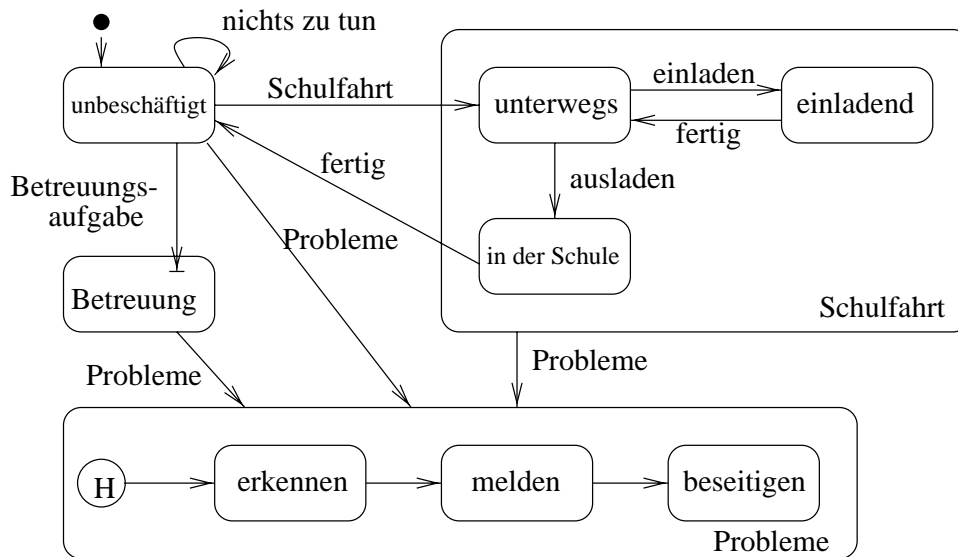 nichts zu tun
unbeschäftigt
Schulfahrt
unterwegs
einladen
fertig
einladend
fertig
ausladen
Betreuungs-
aufgabe
Probleme
in der Schule
Betreuung
Schulfahrt
Probleme
Probleme
H
erkennen
melden
beseitigen
Probleme